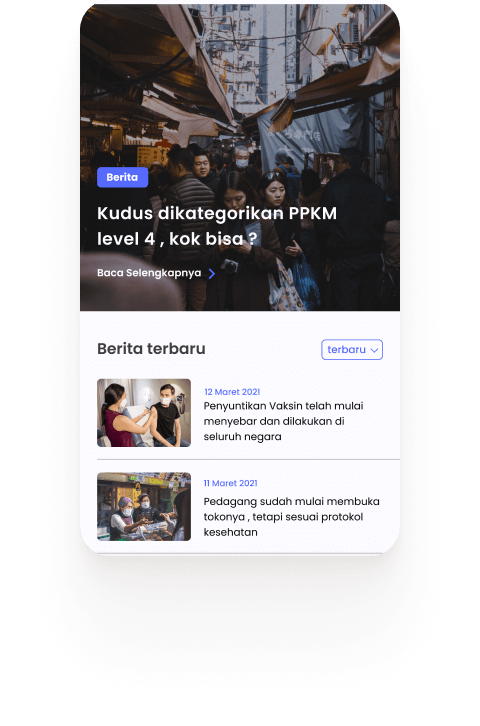 Berita
Kudus dikategorikan PPKM
level 4 , kok bisa ?
Baca Selengkapnya
Berita terbaru
terbaru
12 Maret 2021
Penyuntikan Vaksin telah mulai
menyebar dan dilakukan di
seluruh negara
11 Maret 2021
Pedagang sudah mulai membuka
tokonya , tetapi sesuai protokol
kesehatan